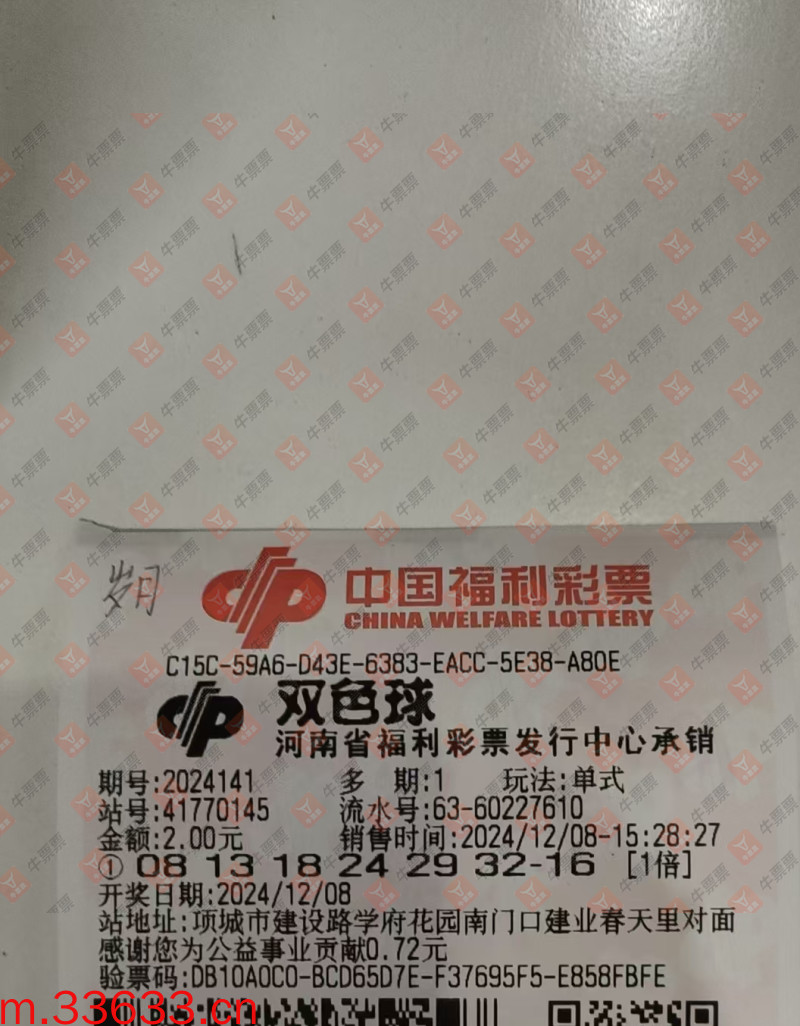 岁月
中国福利彩票
CHINA WELFARE LOTTERY
C15C-59A6-D43E-6383-EACC-5E38-A80E
双色球
河南省福利彩票发行中心承销
期号:2024141 多 期:1 玩法:单式
站号:41770145 流水号:63-60227610
金额:2.00元 销售时间:2024/12/08-15:28:27
① 08 13 18 24 29 32-16 [1倍]
开奖日期:2024/12/08
站地址:项城市建设路学府花园南门口建业春天里对面
感谢您为公益事业贡献0.72元
验票码:DB10A0C0-BCD65D7E-F37695F5-E858FBFE
m.33633.cn
牛票票